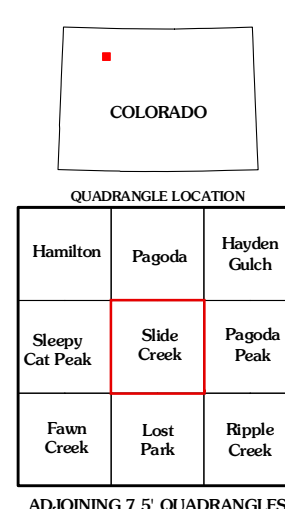 COLORADO
QUADRANGLE LOCATION
Hamilton
Pagoda
Hayden
Gulch
Sleepy
Cat Peak
Slide
Creek
Pagoda
Peak
Fawn
Creek
Lost
Park
Ripple
Creek
ADJOINING 7.5' QUADRANGLES